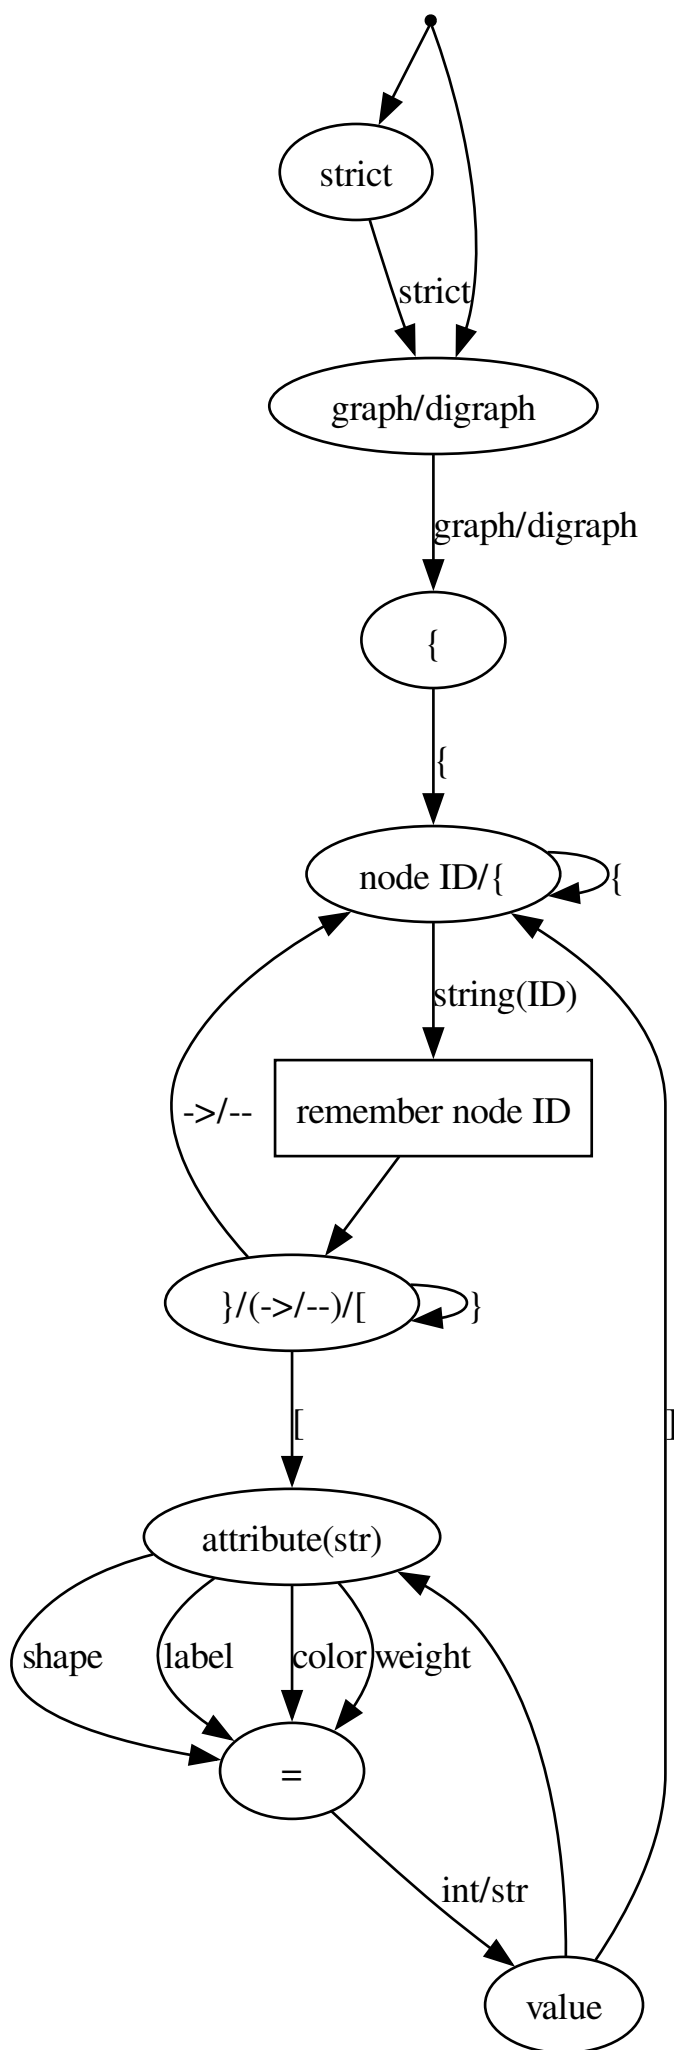 strict
strict
graph/digraph
graph/digraph
{
{
node ID/{
{
string(ID)
->/--
remember node ID
}/(->/--)/[
}
[
]
attribute(str)
shape
label
color
weight
=
int/str
value